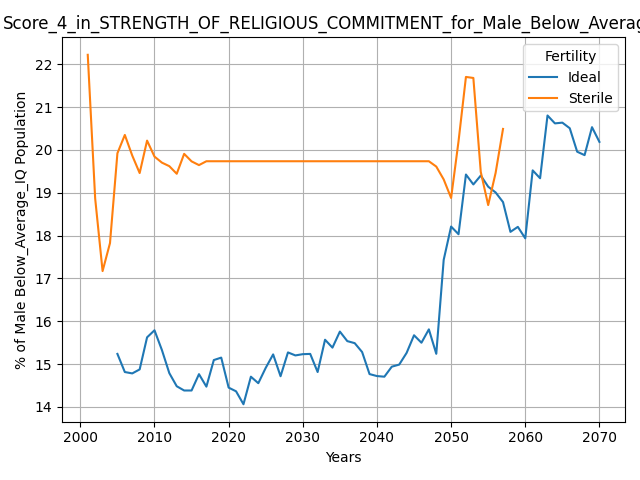 Score_4_in_STRENGTH_OF_RELIGIOUS_COMMITMENT_for_Male_Below_Averag
Fertility
Ideal
Sterile
% of Male Below_Average_IQ Population
22
21
20
19
18
17
16
15
14
2000 2010 2020 2030 2040 2050 2060 2070
Years